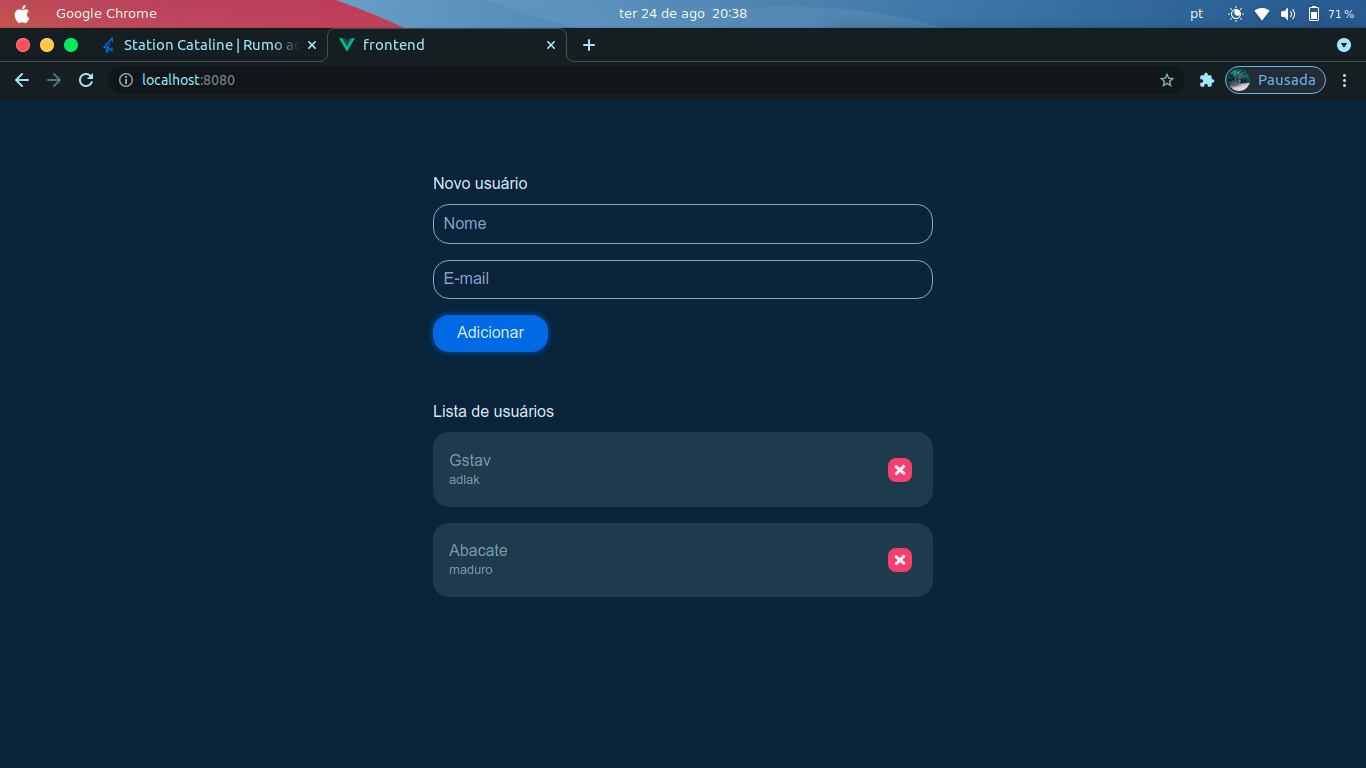 Google Chrome
ter 24 de ago 20:38
pt
71 %
Station Cataline | Rumo ao
frontend
localhost:8080
Pausada
Novo usuário
Nome
E-mail
Adicionar
Lista de usuários
Gstav
adlak
Abacate
maduro